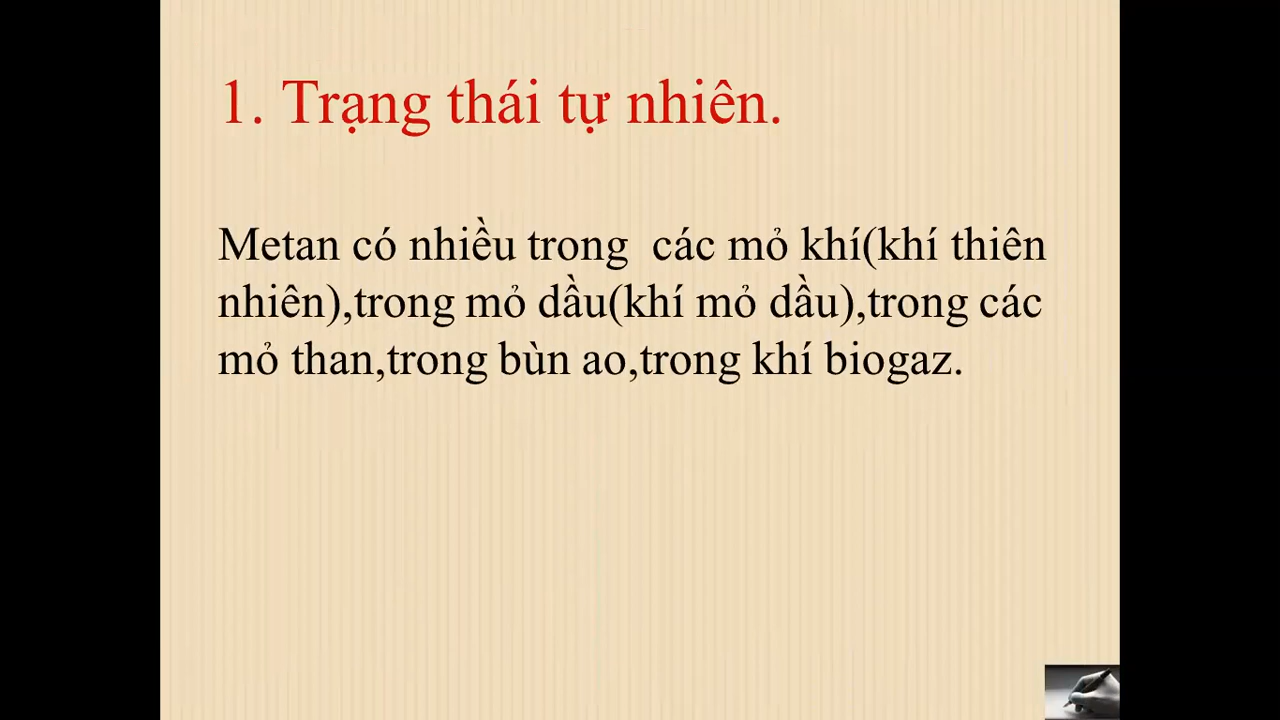 1. Trạng thái tự nhiên.
Metan có nhiều trong  các mỏ khí(khí thiên
nhiên),trong mỏ dầu(khí mỏ dầu),trong các
mỏ than,trong bùn ao,trong khí biogaz.